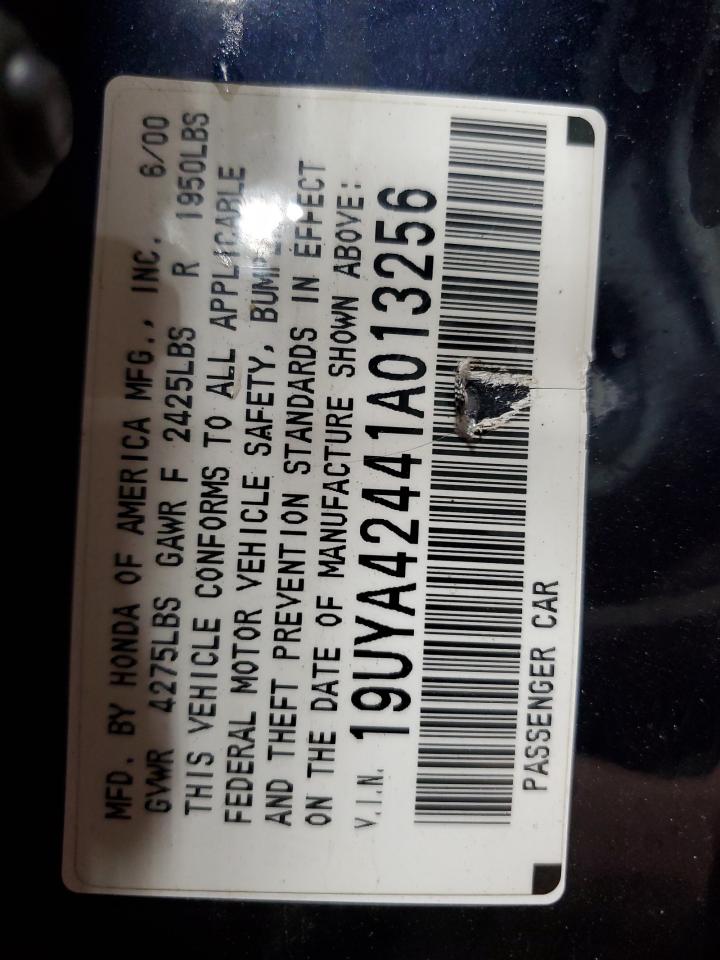 MFD. BY HONDA OF AMERICA MFG., INC. 6/00
GVWR 4275LBS GAWR F 2425LBS R 1950LBS
THIS VEHICLE CONFORMS TO ALL APPLICABLE
FEDERAL MOTOR VEHICLE SAFETY,
AND THEFT PREVENTION STANDARDS IN EFFECT
ON THE DATE OF MANUFACTURE SHOWN ABOVE:
V.I.N. 19UYA42441A013256
PASSENGER CAR